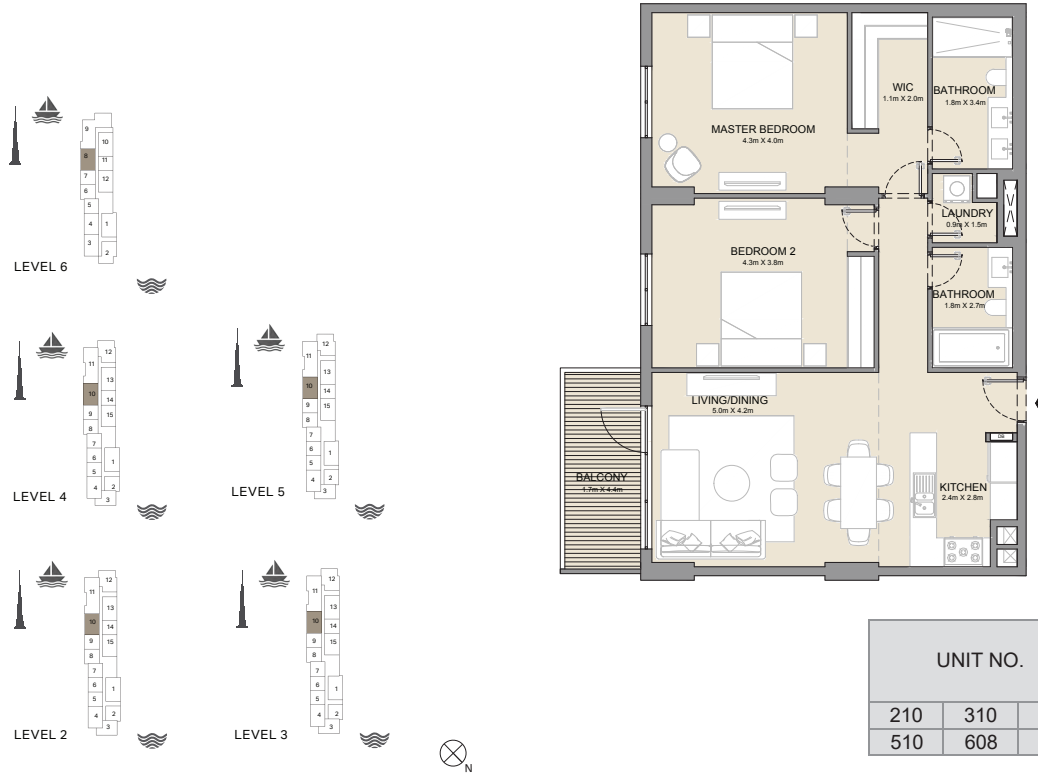 9
10
8
11
7
12
6
5
4
1
3
2
LEVEL 6
12
11
13
10
14
9
15
8
7
6
1
5
4
2
3
LEVEL 4
12
11
13
10
14
9
15
8
7
6
1
5
4
2
3
LEVEL 5
12
11
13
10
14
9
15
8
7
6
1
5
4
2
3
LEVEL 2
12
11
13
10
14
9
15
8
7
6
1
5
4
2
3
LEVEL 3
N
MASTER BEDROOM
4.3m X 4.0m
WIC
1.1m X 2.0m
BATHROOM
1.8m X 3.4m
LAUNDRY
0.9m X 1.5m
BEDROOM 2
4.3m X 3.8m
BATHROOM
1.8m X 2.7m
LIVING/DINING
5.0m X 4.2m
DB
BALCONY
1.7m X 4.4m
KITCHEN
2.4m X 2.8m
UNIT NO.
210 310
510 608